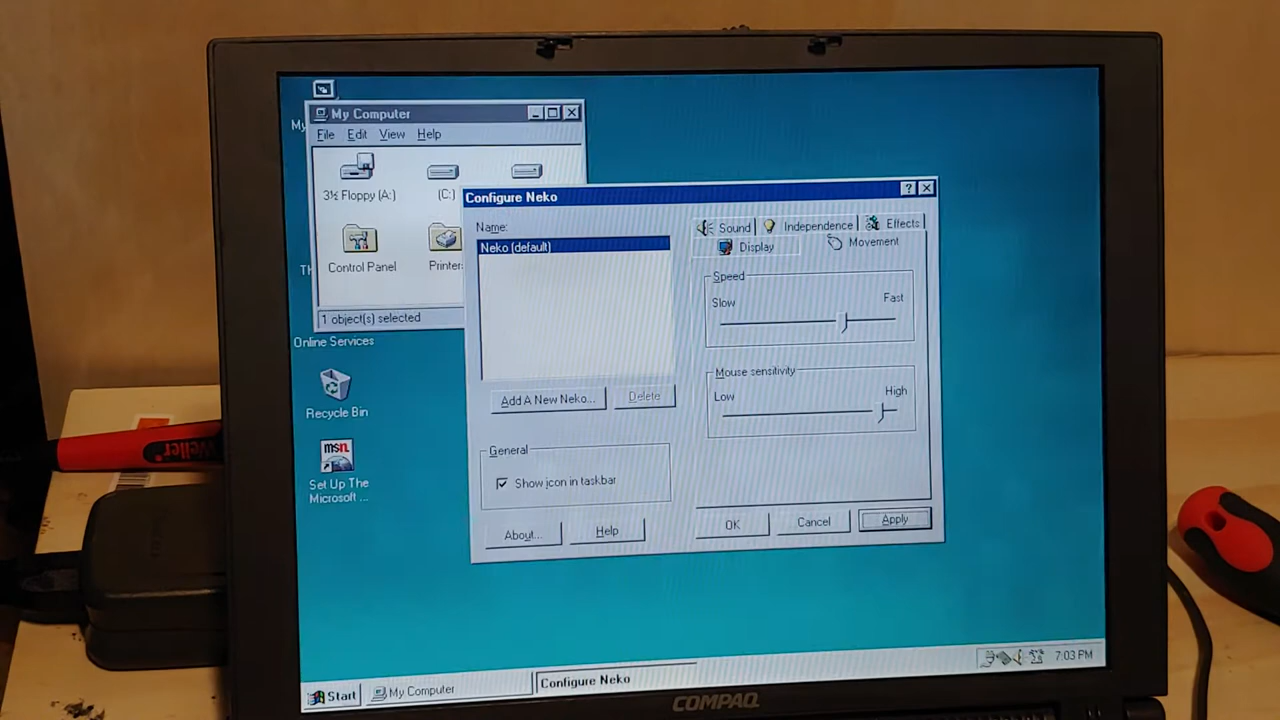 My Computer
File Edit View Help
3½ Floppy (A:)
(C:)
Control Panel
Printers
1 object(s) selected
Online Services
Recycle Bin
msn
Set Up The
Microsoft ...
Configure Neko
Name:
Neko (default)
Add A New Neko...
Delete
General
Show icon in taskbar
About...
Help
Sound
Independence
Effects
Display
Movement
Speed
Slow
Fast
Mouse sensitivity
Low
High
OK
Cancel
Apply
Start
My Computer
Configure Neko
7:03 PM
COMPAQ
Weller